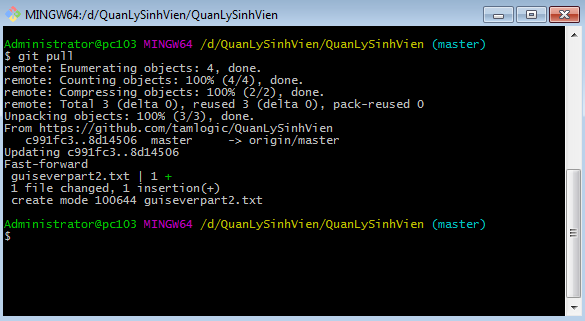 MINGW64:/d/QuanLySinhVien/QuanLySinhVien
Administrator@pc103 MINGW64 /d/QuanLySinhVien/QuanLySinhVien (master)
$ git pull
remote: Enumerating objects: 4, done.
remote: Counting objects: 100% (4/4), done.
remote: Compressing objects: 100% (2/2), done.
remote: Total 3 (delta 0), reused 3 (delta 0), pack-reused 0
Unpacking objects: 100% (3/3), done.
From https://github.com/tamlogic/QuanLySinhVien
   c991fc3..8d14506  master     -> origin/master
Updating c991fc3..8d14506
Fast-forward
 guiseverpart2.txt | 1 +
 1 file changed, 1 insertion(+)
 create mode 100644 guiseverpart2.txt
Administrator@pc103 MINGW64 /d/QuanLySinhVien/QuanLySinhVien (master)
$